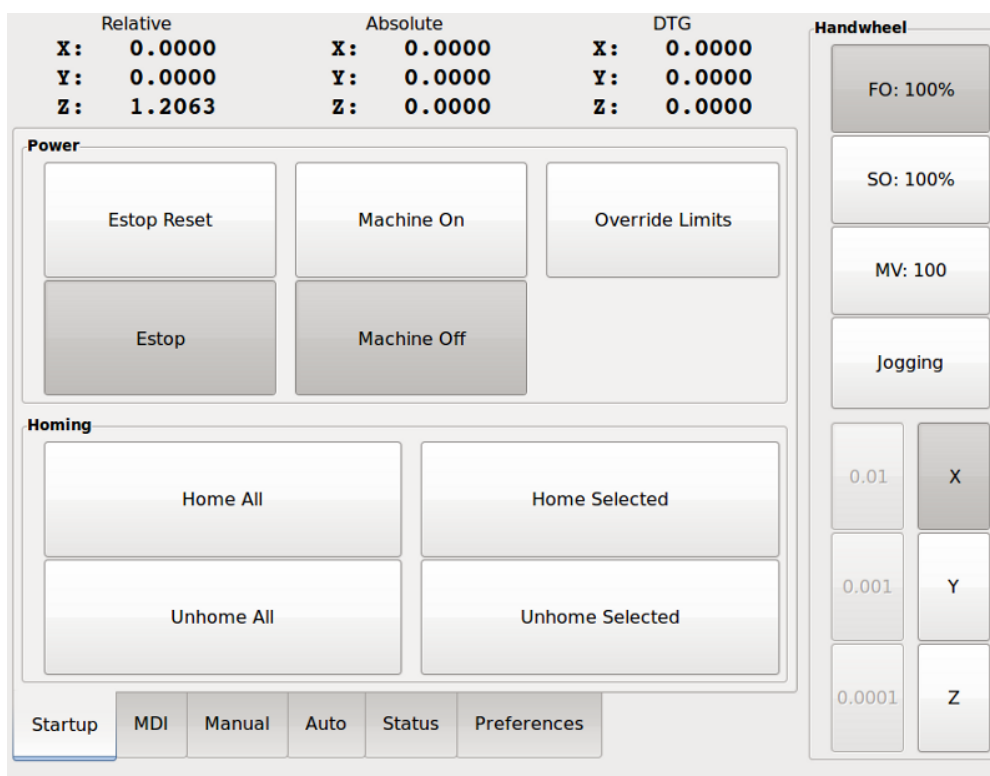 Relative Absolute DTG
X: 0.0000 X: 0.0000 X: 0.0000
Y: 0.0000 Y: 0.0000 Y: 0.0000
Z: 1.2063 Z: 0.0000 Z: 0.0000
Power
Estop Reset Machine On Override Limits
Estop Machine Off
Homing
Home All Home Selected
Unhome All Unhome Selected
Startup MDI Manual Auto Status Preferences
Handwheel
FO: 100%
SO: 100%
MV: 100
Jogging
0.01 X
0.001 Y
0.0001 Z